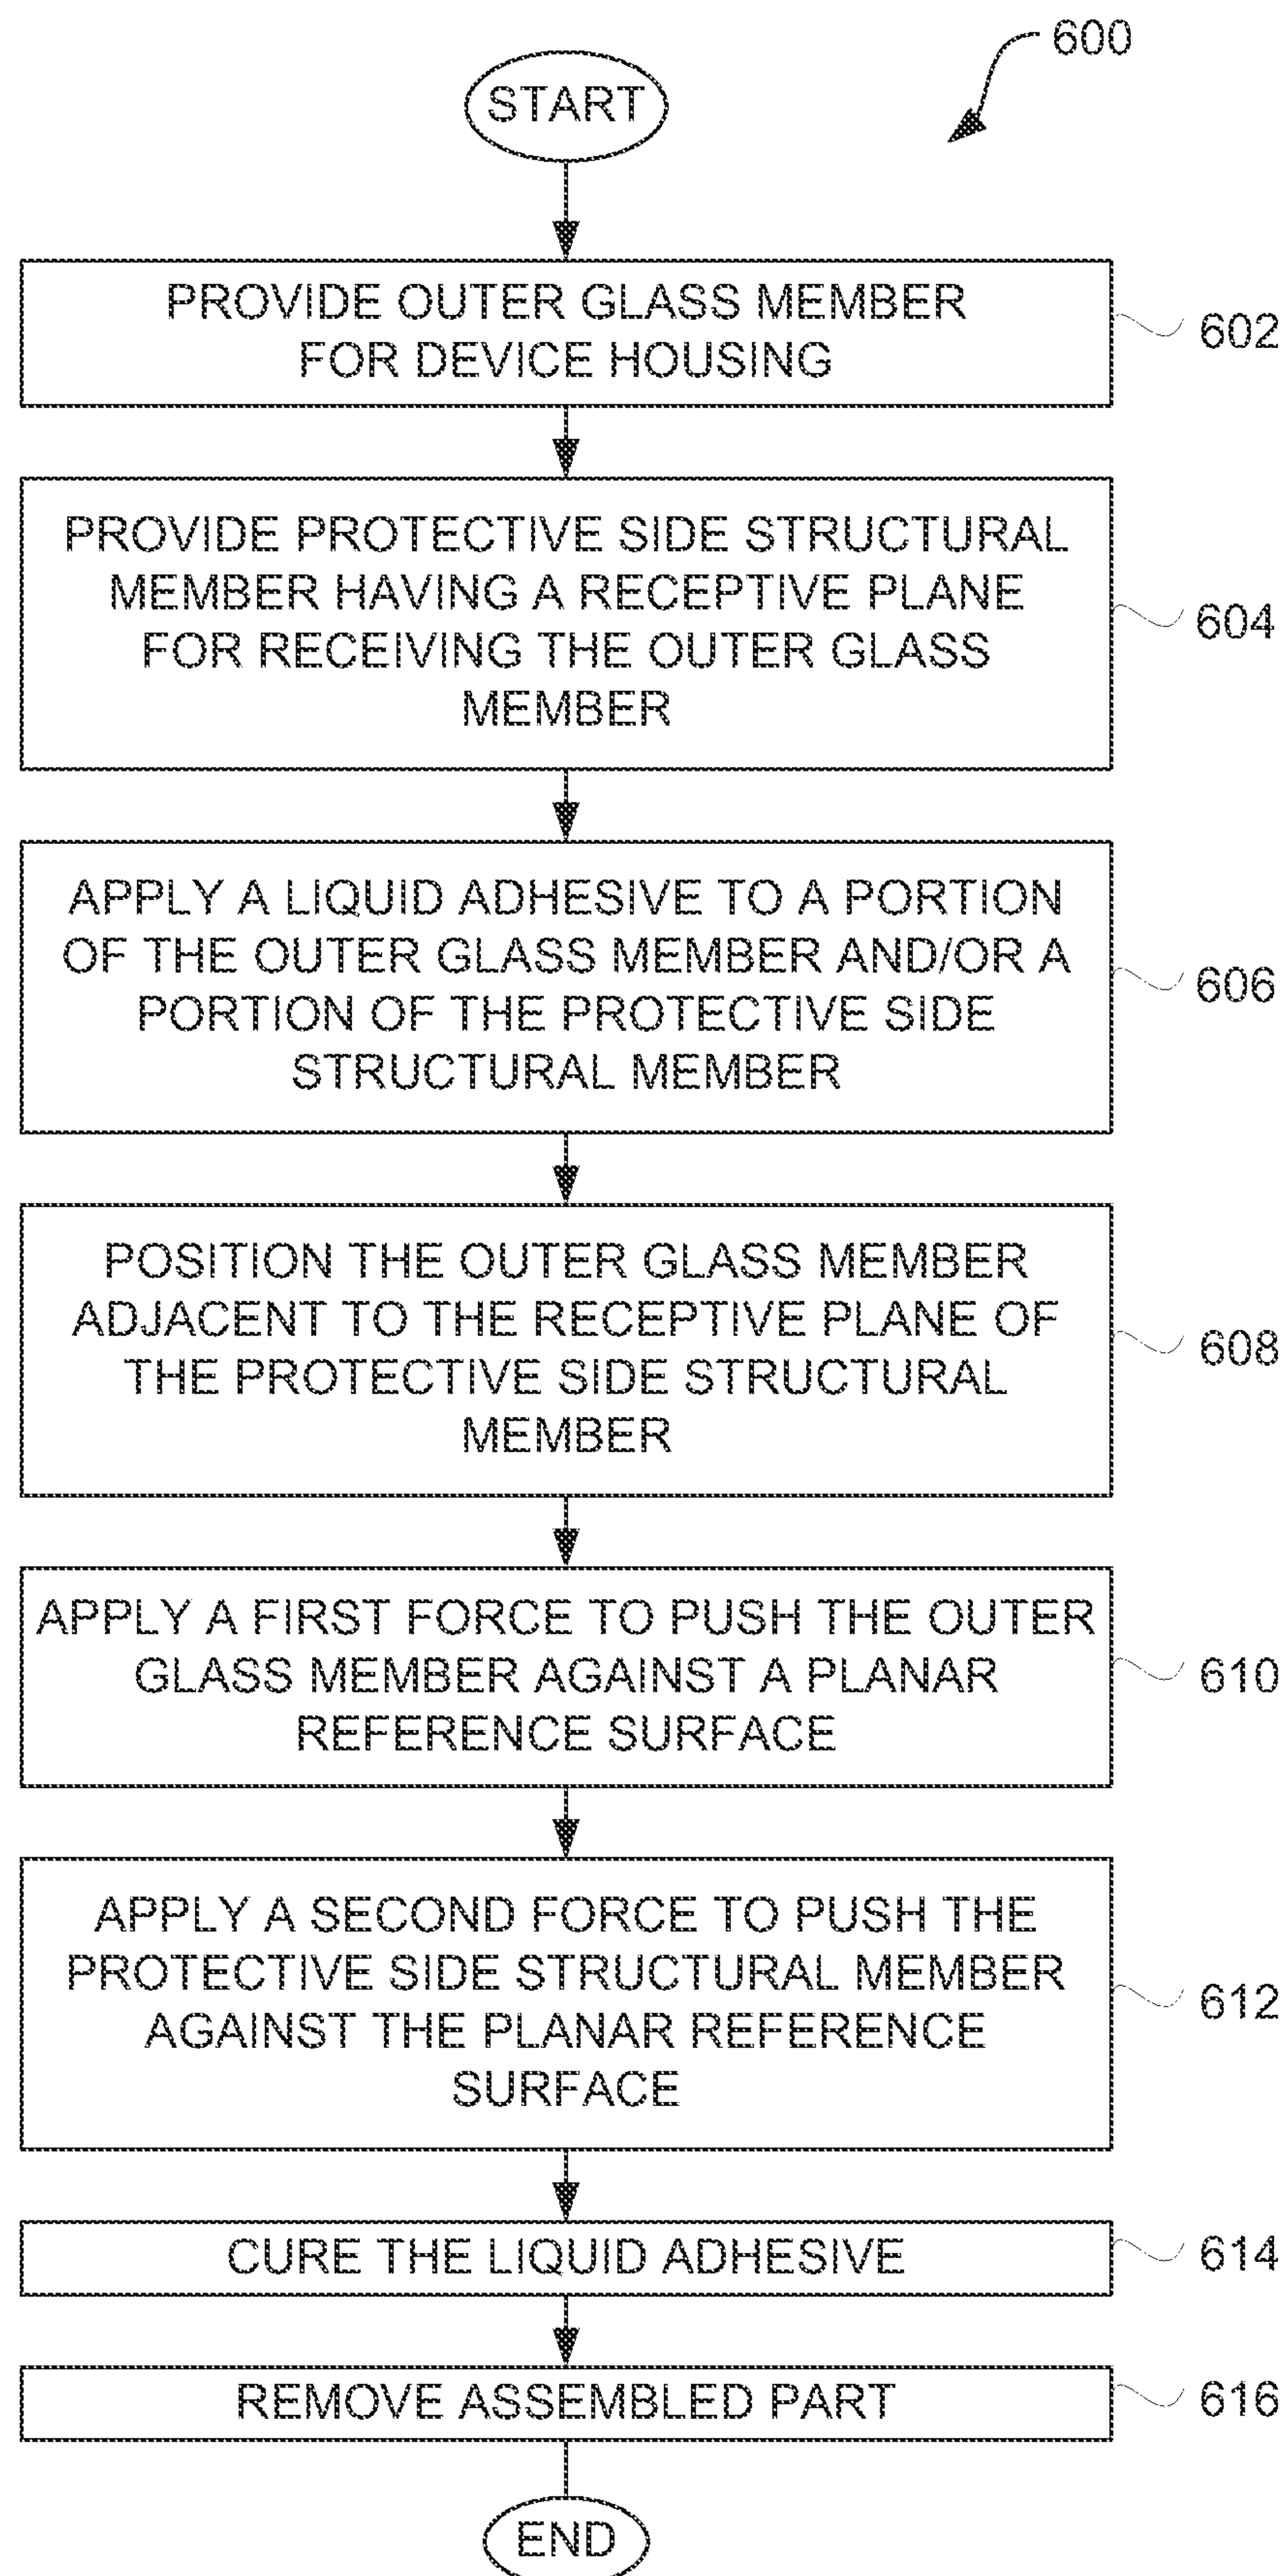 600
START
PROVIDE OUTER GLASS MEMBER
FOR DEVICE HOUSING
602
PROVIDE PROTECTIVE SIDE STRUCTURAL
MEMBER HAVING A RECEPTIVE PLANE
FOR RECEIVING THE OUTER GLASS
MEMBER
604
APPLY A LIQUID ADHESIVE TO A PORTION
OF THE OUTER GLASS MEMBER AND/OR A
PORTION OF THE PROTECTIVE SIDE
STRUCTURAL MEMBER
606
POSITION THE OUTER GLASS MEMBER
ADJACENT TO THE RECEPTIVE PLANE OF
THE PROTECTIVE SIDE STRUCTURAL
MEMBER
608
APPLY A FIRST FORCE TO PUSH THE OUTER
GLASS MEMBER AGAINST A PLANAR
REFERENCE SURFACE
610
APPLY A SECOND FORCE TO PUSH THE
PROTECTIVE SIDE STRUCTURAL MEMBER
AGAINST THE PLANAR REFERENCE
SURFACE
612
CURE THE LIQUID ADHESIVE
614
REMOVE ASSEMBLED PART
616
END